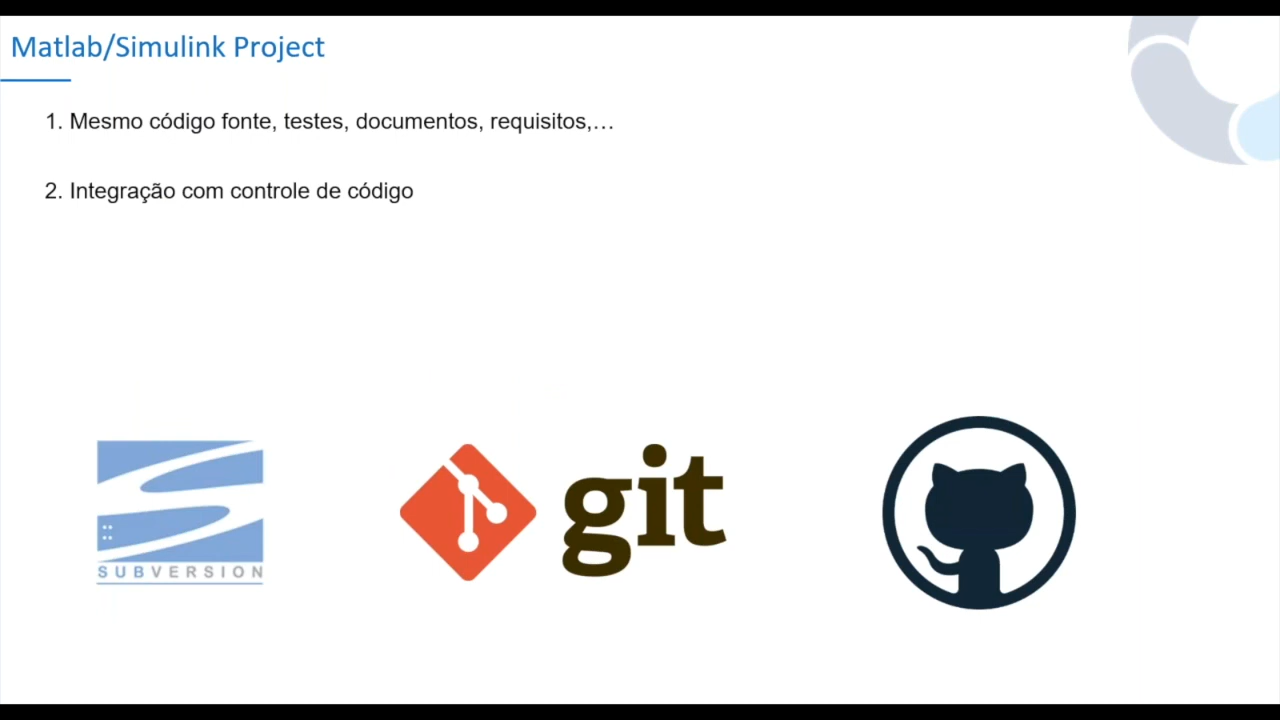 Matlab/Simulink Project
1. Mesmo código fonte, testes, documentos, requisitos,…
2. Integração com controle de código
SUBVERSION
git